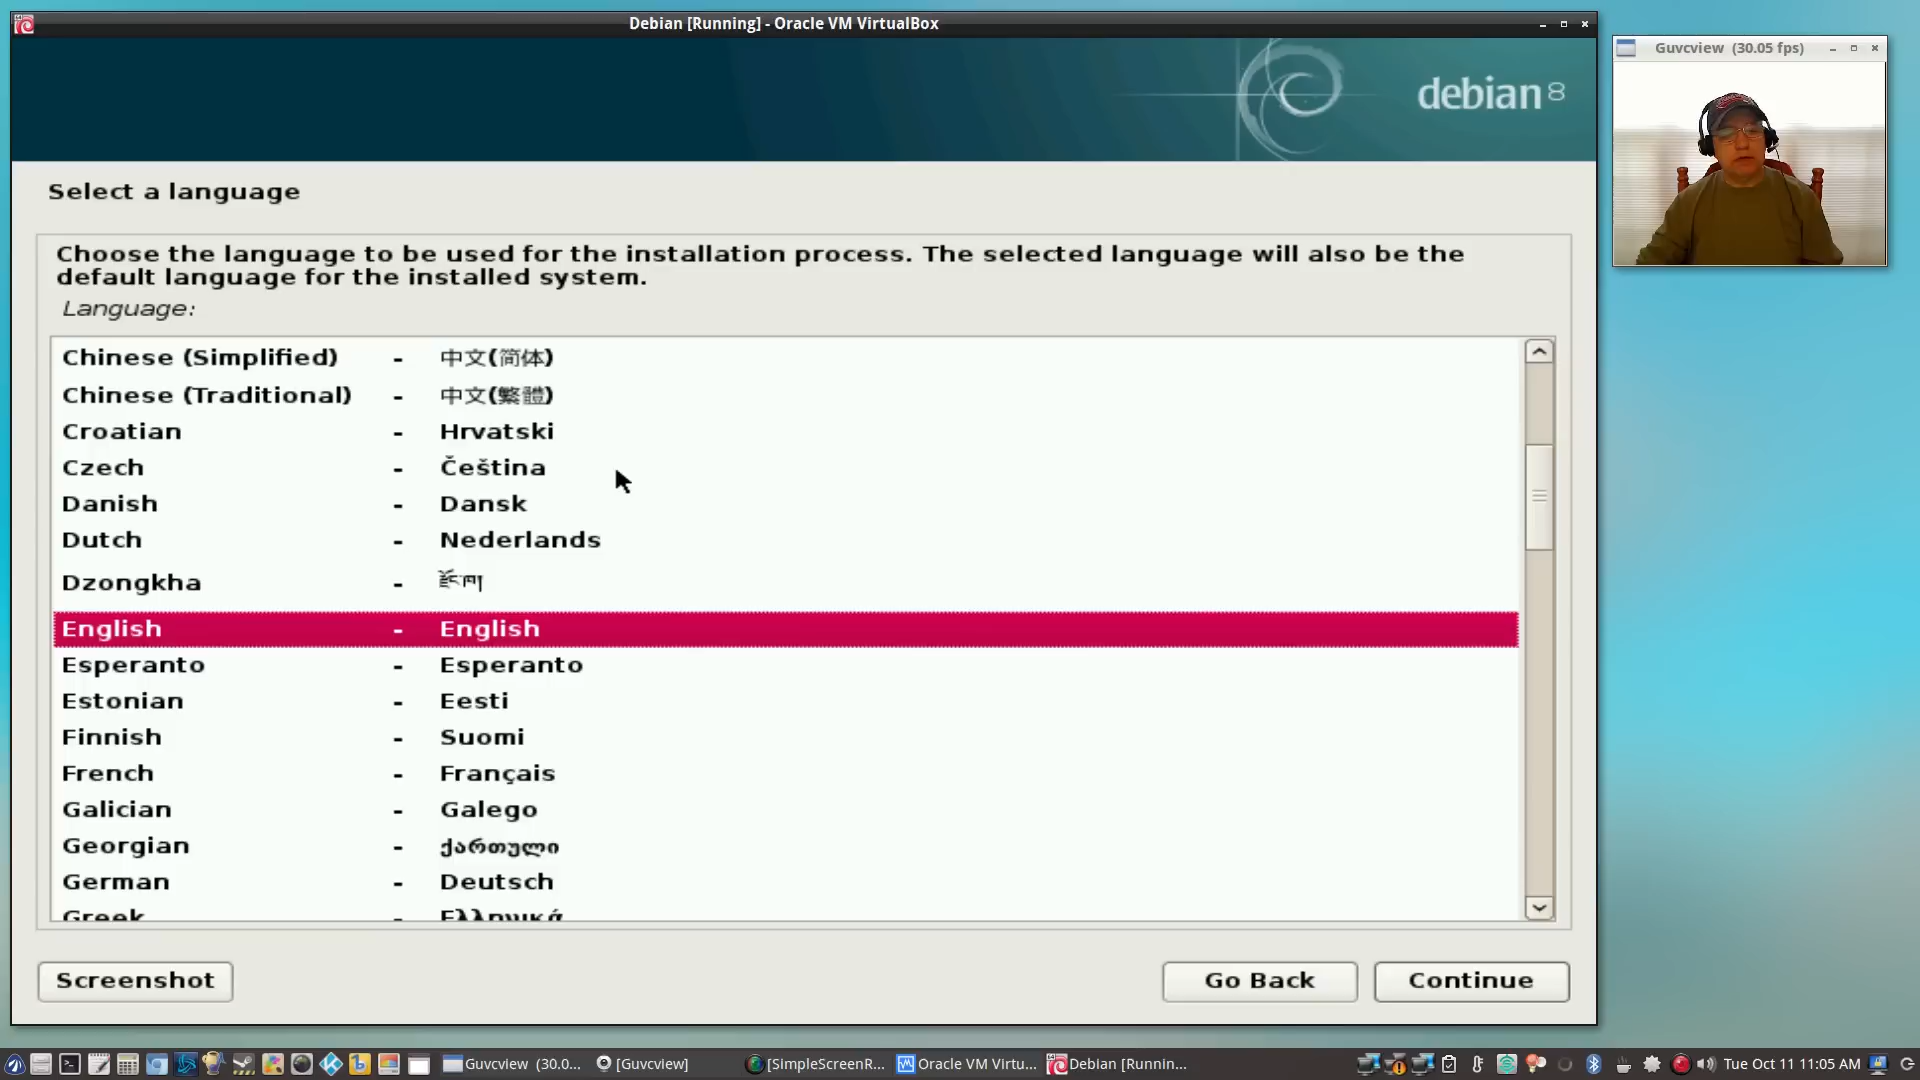 Debian [Running] - Oracle VM VirtualBox
Guvcview (30.05 fps)
debian 8
Select a language
Choose the language to be used for the installation process. The selected language will also be the
default language for the installed system.
Language:
Chinese (Simplified) - 中文(简体)
Chinese (Traditional) - 中文(繁體)
Croatian - Hrvatski
Czech - Čeština
Danish - Dansk
Dutch - Nederlands
Dzongkha - རྫོང་ཁ།
English - English
Esperanto - Esperanto
Estonian - Eesti
Finnish - Suomi
French - Français
Galician - Galego
Georgian - ქართული
German - Deutsch
Greek - Ελληνικά
Screenshot
Go Back
Continue
Guvcview (30.0...
[Guvcview]
[SimpleScreenR...
Oracle VM Virtu...
Debian [Runnin...
Tue Oct 11 11:05 AM